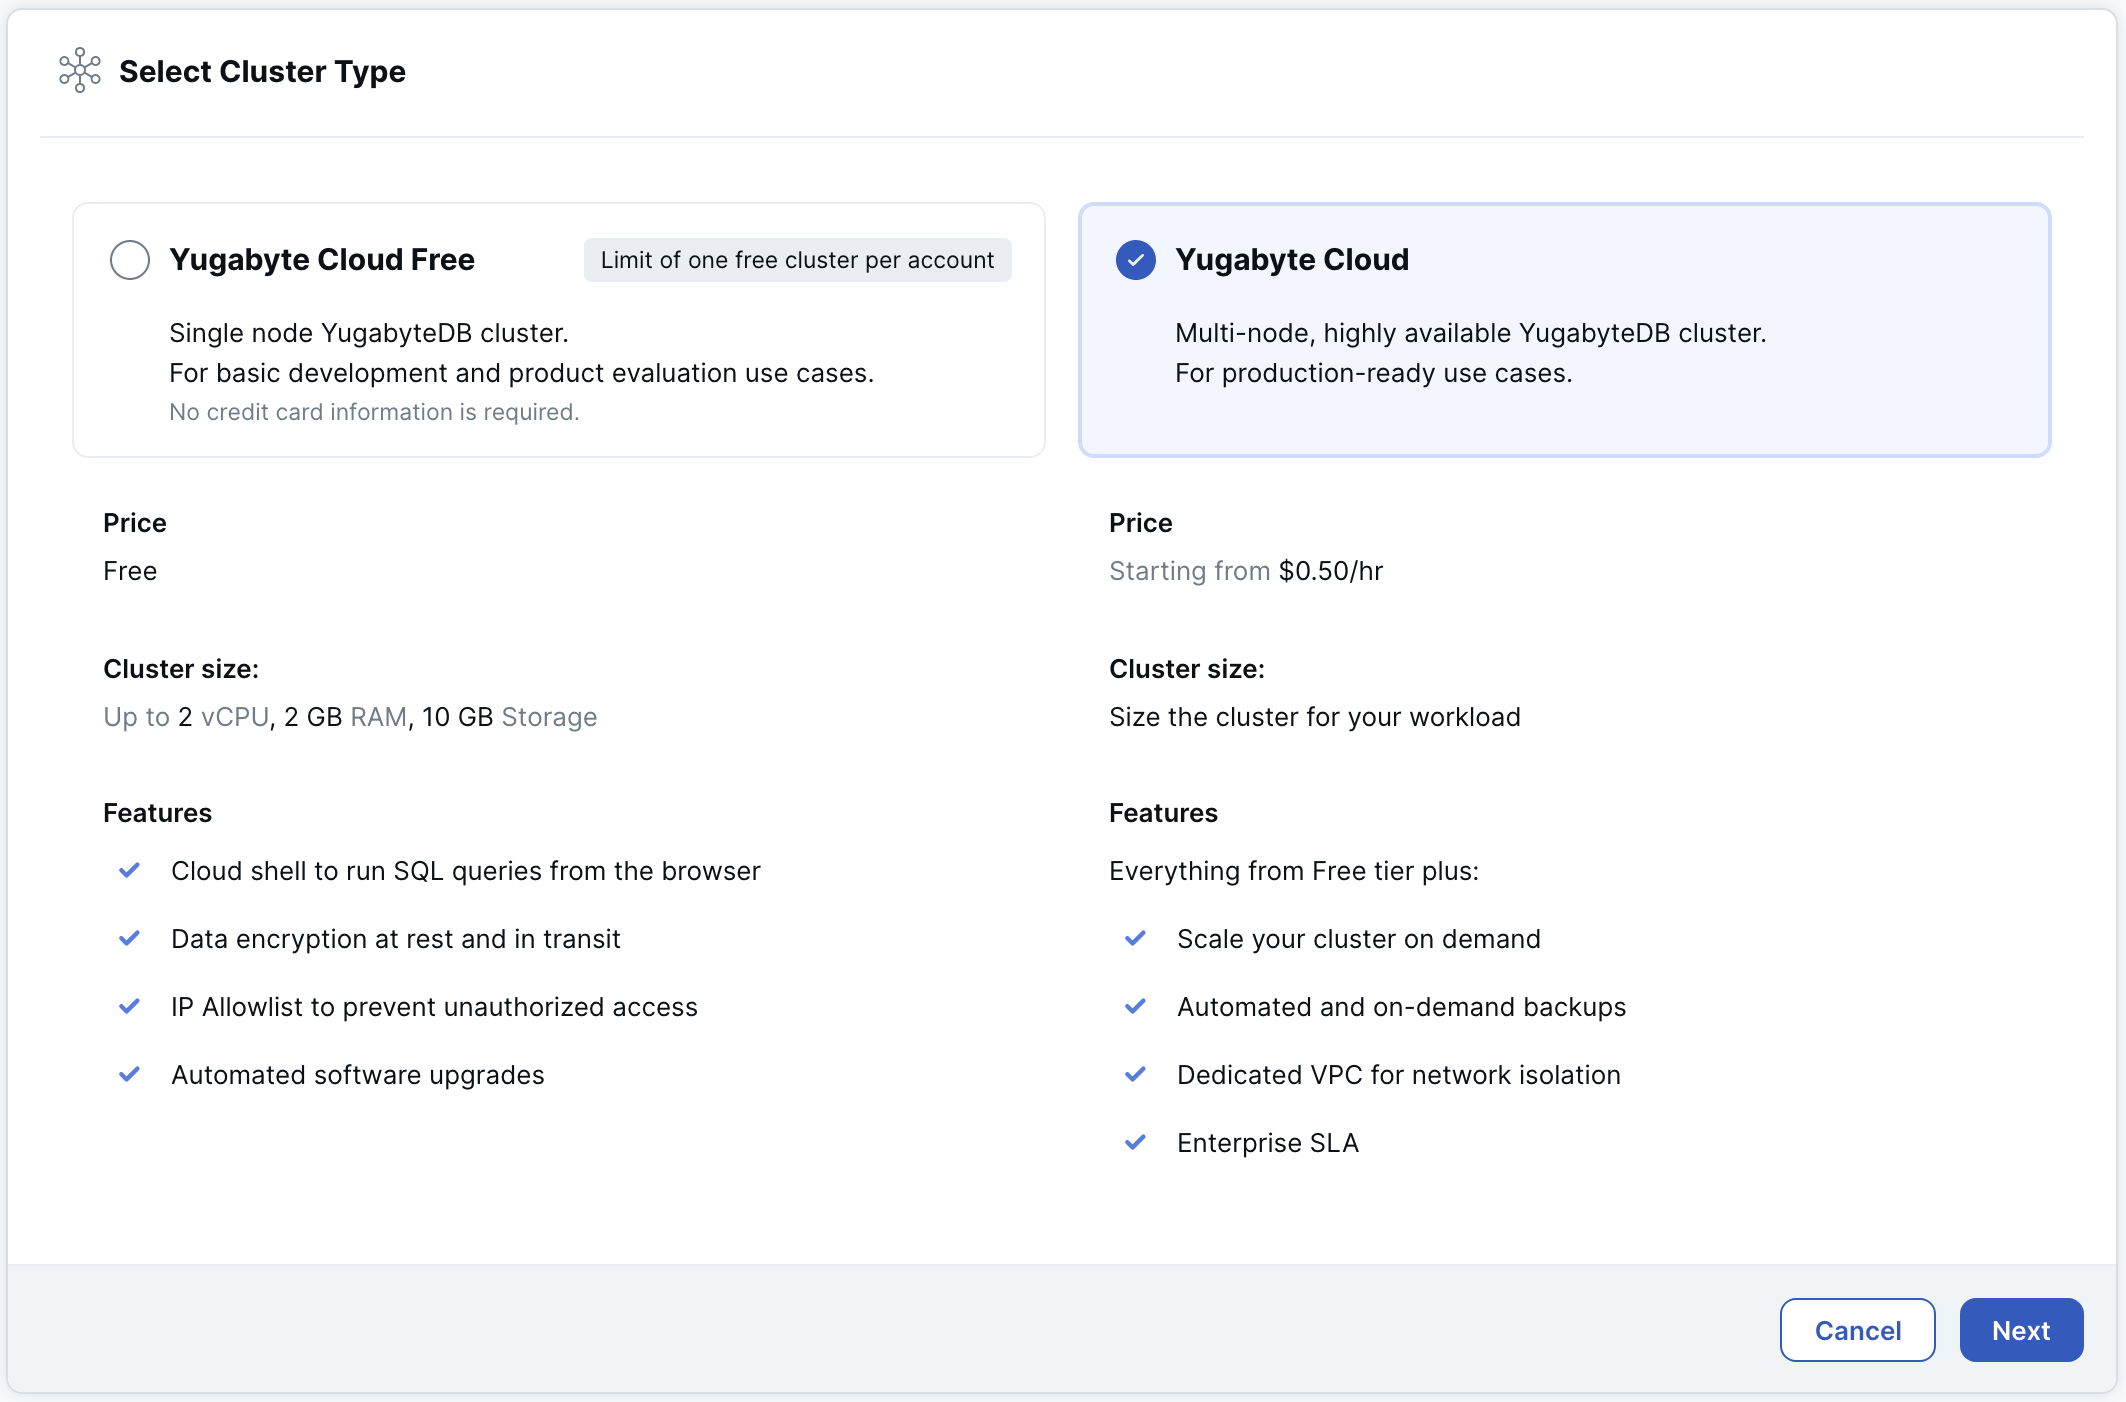 Select Cluster Type
Yugabyte Cloud Free
Limit of one free cluster per account
Single node YugabyteDB cluster.
For basic development and product evaluation use cases.
No credit card information is required.
Price
Free
Cluster size:
Up to 2 vCPU, 2 GB RAM, 10 GB Storage
Features
Cloud shell to run SQL queries from the browser
Data encryption at rest and in transit
IP Allowlist to prevent unauthorized access
Automated software upgrades
Yugabyte Cloud
Multi-node, highly available YugabyteDB cluster.
For production-ready use cases.
Price
Starting from $0.50/hr
Cluster size:
Size the cluster for your workload
Features
Everything from Free tier plus:
Scale your cluster on demand
Automated and on-demand backups
Dedicated VPC for network isolation
Enterprise SLA
Cancel
Next